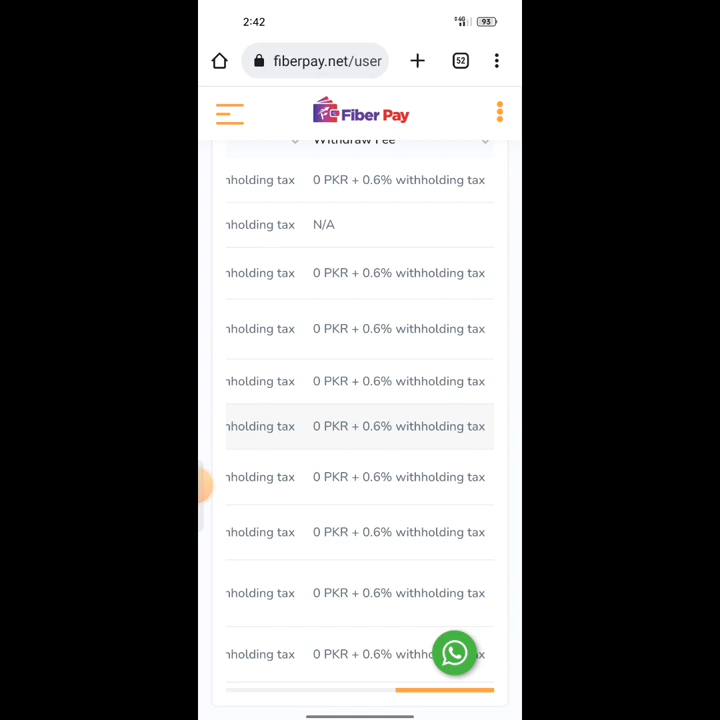 2:42
4G
93
fiberpay.net/user
52
Fiber Pay
Withdraw Fee
hholding tax 0 PKR + 0.6% withholding tax
hholding tax N/A
hholding tax 0 PKR + 0.6% withholding tax
hholding tax 0 PKR + 0.6% withholding tax
hholding tax 0 PKR + 0.6% withholding tax
hholding tax 0 PKR + 0.6% withholding tax
hholding tax 0 PKR + 0.6% withholding tax
hholding tax 0 PKR + 0.6% withholding tax
hholding tax 0 PKR + 0.6% withholding tax
hholding tax 0 PKR + 0.6% withho x